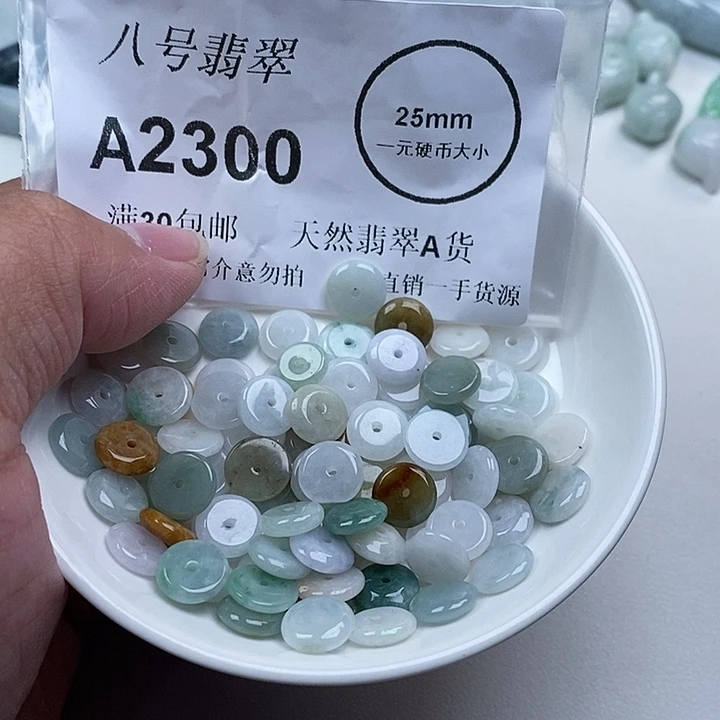 八号翡翠
A2300
25mm
一元硬币大小
满30包邮
天然翡翠A货
介意勿拍
直销一手货源